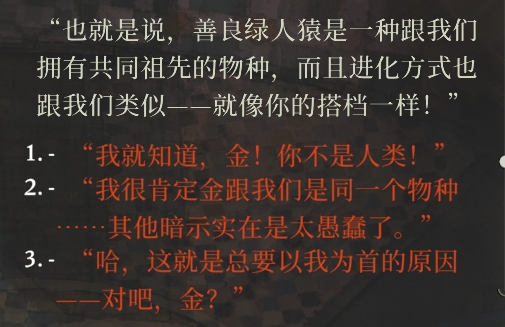 “也就是说，善良绿人猿是一种跟我们
拥有共同祖先的物种，而且进化方式也
跟我们类似——就像你的搭档一样！”
1. - “我就知道，金！你不是人类！”
2. - “我很肯定金跟我们是同一个物种
……其他暗示实在是太愚蠢了。”
3. - “哈，这就是总要以我为首的原因
——对吧，金？”